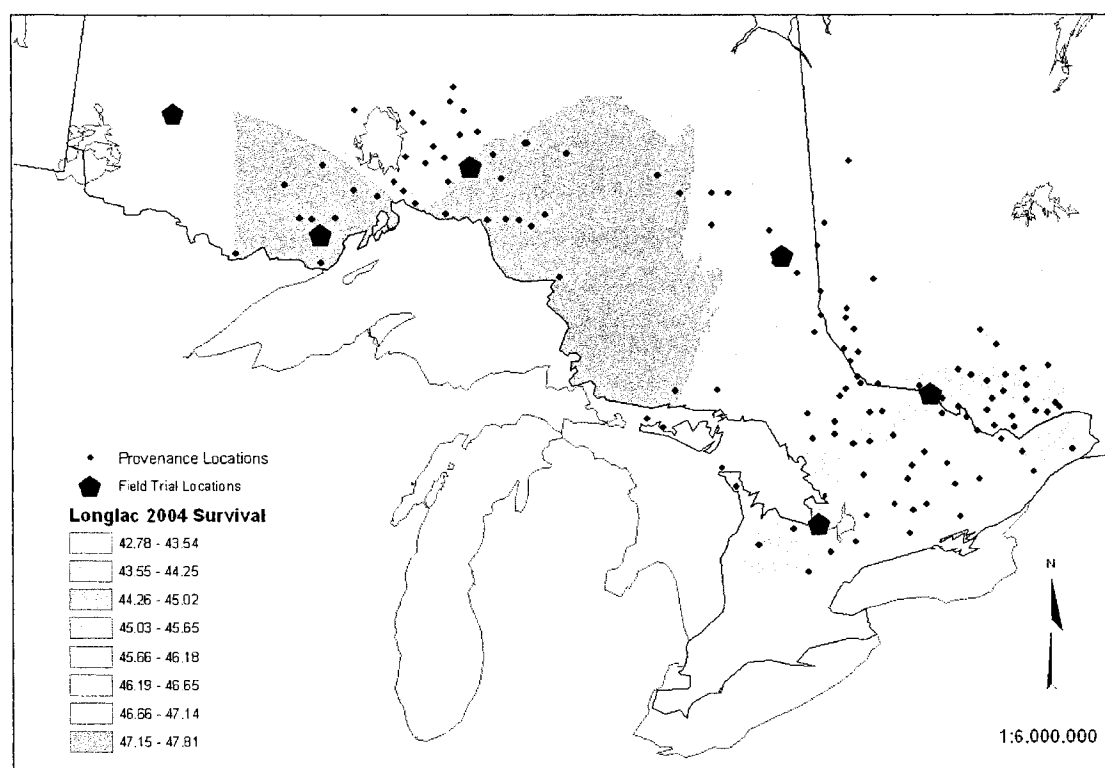 Provenance Locations
Field Trial Locations
Longlac 2004 Survival
42.78 - 43.54
43.55 - 44.25
44.26 - 45.02
45.03 - 45.65
45.66 - 46.18
46.19 - 46.65
46.66 - 47.14
47.15 - 47.81
N
1:6,000,000